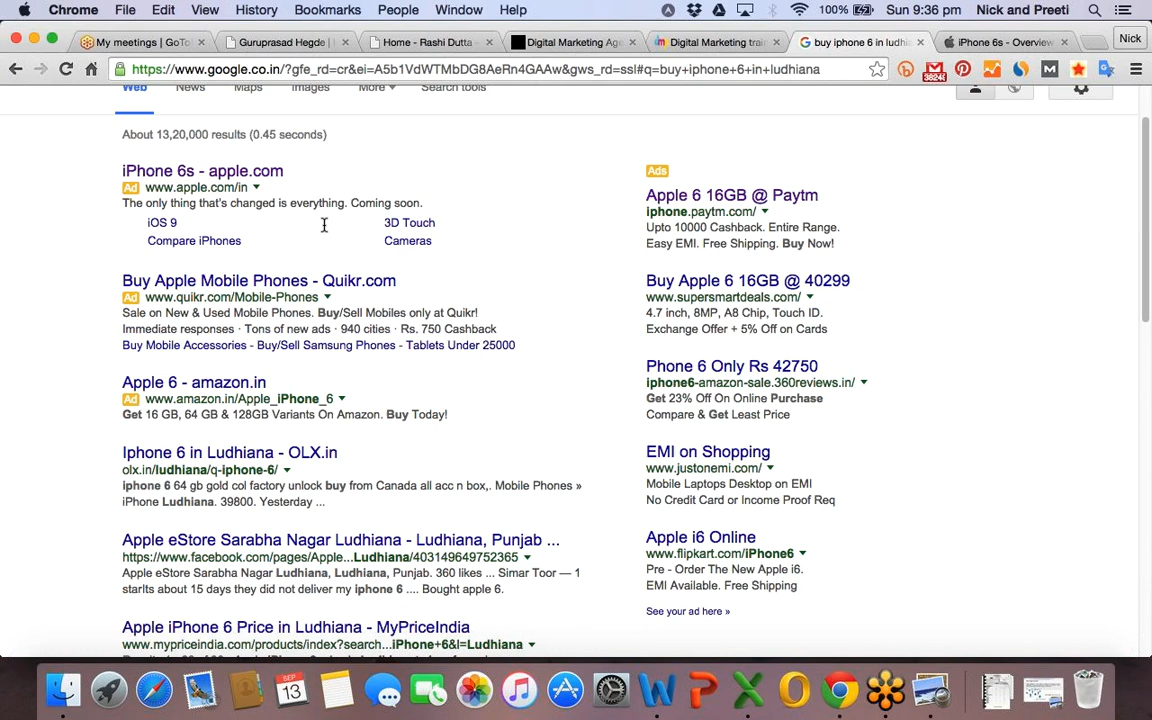 Chrome File Edit View History Bookmarks People Window Help 100% Sun 9:36 pm Nick and Preeti
My meetings | GoTo Guruprasad Hegde | Home - Rashi Dutta - Digital Marketing Age Digital Marketing train buy iphone 6 in ludhi iPhone 6s - Overview Nick
https://www.google.co.in/?gfe_rd=cr&ei=A5b1VdWTMbDG8AeRn4GAAw&gws_rd=ssl#q=buy+iphone+6+in+ludhiana
Web News Maps Images More Search tools
About 13,20,000 results (0.45 seconds)
iPhone 6s - apple.com
Ad www.apple.com/in
The only thing that's changed is everything. Coming soon.
iOS 9 3D Touch
Compare iPhones Cameras
Buy Apple Mobile Phones - Quikr.com
Ad www.quikr.com/Mobile-Phones
Sale on New & Used Mobile Phones. Buy/Sell Mobiles only at Quikr!
Immediate responses · Tons of new ads · 940 cities · Rs. 750 Cashback
Buy Mobile Accessories - Buy/Sell Samsung Phones - Tablets Under 25000
Apple 6 - amazon.in
Ad www.amazon.in/Apple_iPhone_6
Get 16 GB, 64 GB & 128GB Variants On Amazon. Buy Today!
Iphone 6 in Ludhiana - OLX.in
olx.in/ludhiana/q-iphone-6/
iphone 6 64 gb gold col factory unlock buy from Canada all acc n box,. Mobile Phones »
iPhone Ludhiana. 39800. Yesterday ...
Apple eStore Sarabha Nagar Ludhiana - Ludhiana, Punjab ...
https://www.facebook.com/pages/Apple...Ludhiana/403149649752365
Apple eStore Sarabha Nagar Ludhiana, Ludhiana, Punjab. 360 likes ... Simar Toor — 1
starIts about 15 days they did not deliver my iphone 6 .... Bought apple 6.
Apple iPhone 6 Price in Ludhiana - MyPriceIndia
www.mypriceindia.com/products/index?search...iPhone+6&l=Ludhiana
Ads
Apple 6 16GB @ Paytm
iphone.paytm.com/
Upto 10000 Cashback. Entire Range.
Easy EMI. Free Shipping. Buy Now!
Buy Apple 6 16GB @ 40299
www.supersmartdeals.com/
4.7 inch, 8MP, A8 Chip, Touch ID.
Exchange Offer + 5% Off on Cards
Phone 6 Only Rs 42750
iphone6-amazon-sale.360reviews.in/
Get 23% Off On Online Purchase
Compare & Get Least Price
EMI on Shopping
www.justonemi.com/
Mobile Laptops Desktop on EMI
No Credit Card or Income Proof Req
Apple i6 Online
www.flipkart.com/iPhone6
Pre - Order The New Apple i6.
EMI Available. Free Shipping
See your ad here »
SEP
13